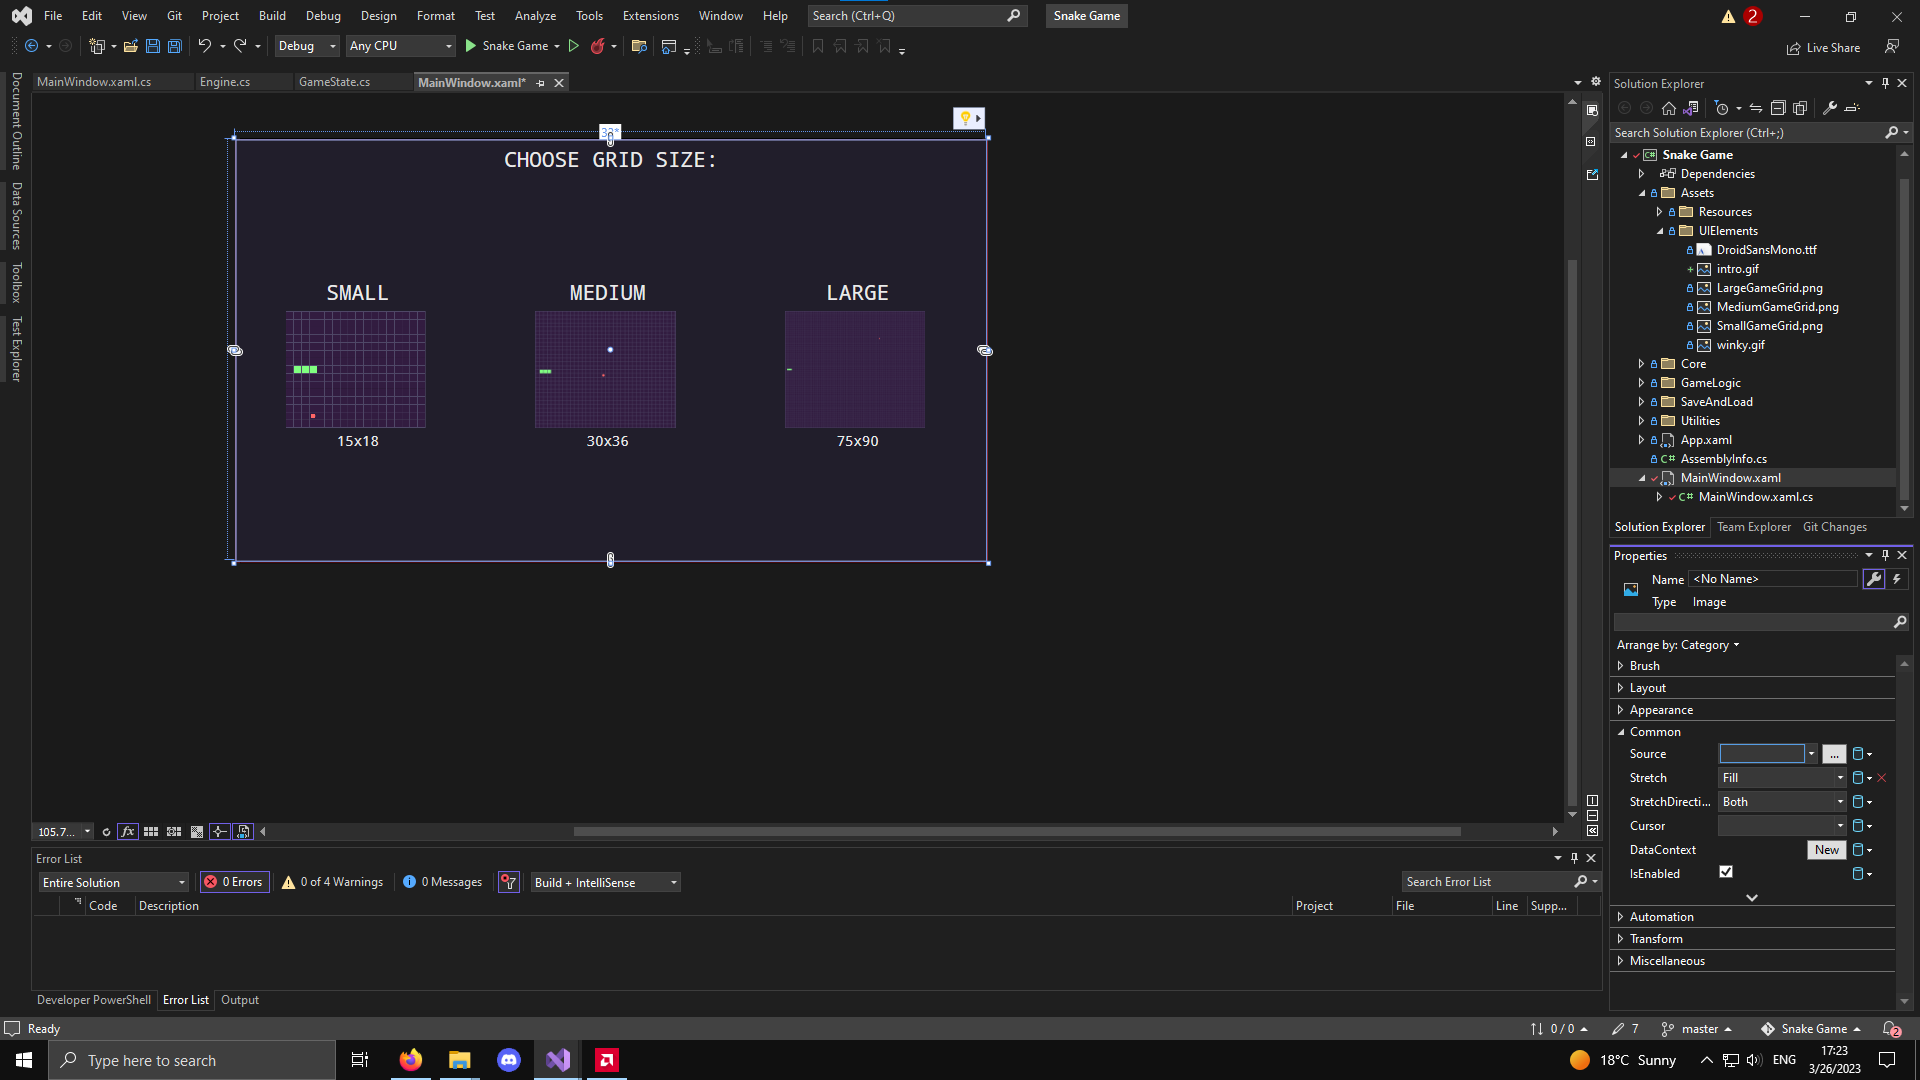 File Edit View Git Project Build Debug Design Format Test Analyze Tools Extensions Window Help Search (Ctrl+Q) Snake Game 2
Debug Any CPU Snake Game Live Share
Document Outline
Data Sources
Toolbox
Test Explorer
MainWindow.xaml.cs Engine.cs GameState.cs MainWindow.xaml*
CHOOSE GRID SIZE:
SMALL MEDIUM LARGE
15x18 30x36 75x90
105.7...
Error List
Entire Solution 0 Errors 0 of 4 Warnings 0 Messages Build + IntelliSense Search Error List
Code Description Project File Line Supp...
Developer PowerShell Error List Output
Solution Explorer
Search Solution Explorer (Ctrl+;)
Snake Game
Dependencies
Assets
Resources
UIElements
DroidSansMono.ttf
intro.gif
LargeGameGrid.png
MediumGameGrid.png
SmallGameGrid.png
winky.gif
Core
GameLogic
SaveAndLoad
Utilities
App.xaml
AssemblyInfo.cs
MainWindow.xaml
MainWindow.xaml.cs
Solution Explorer Team Explorer Git Changes
Properties
Name <No Name>
Type Image
Arrange by: Category
Brush
Layout
Appearance
Common
Source ...
Stretch Fill
StretchDirecti... Both
Cursor
DataContext New
IsEnabled
Automation
Transform
Miscellaneous
Ready 0 / 0 7 master Snake Game 2
Type here to search 18°C Sunny ENG 17:23
3/26/2023